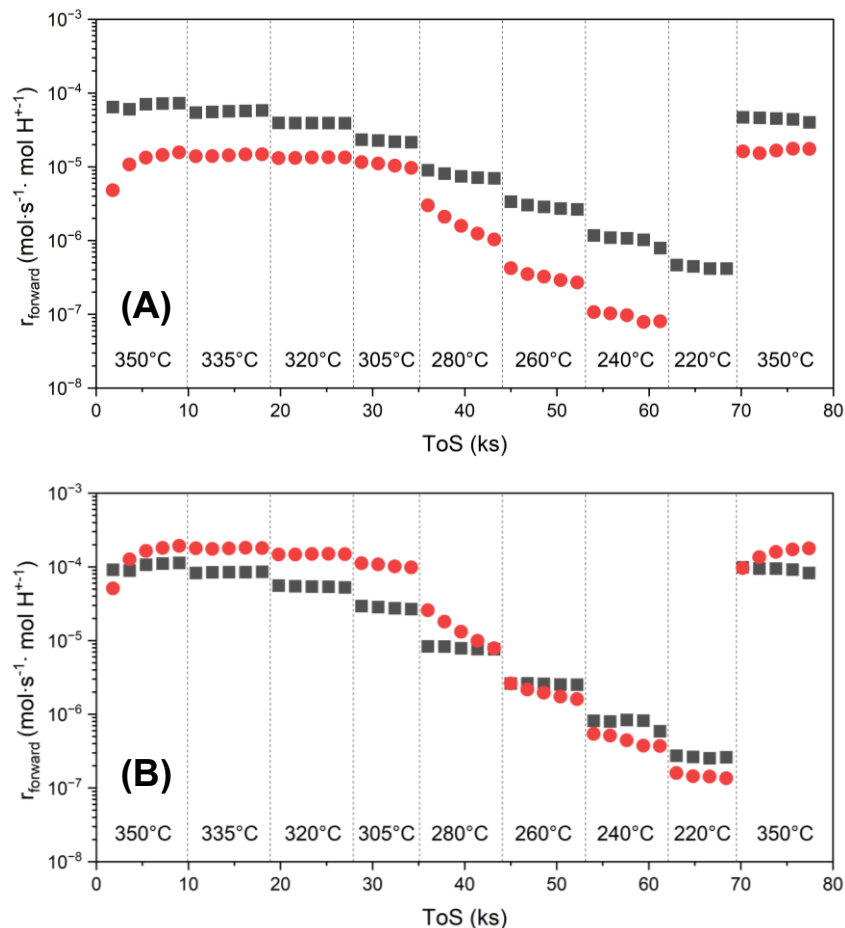 10⁻³
10⁻⁴
10⁻⁵
10⁻⁶
10⁻⁷
10⁻⁸
r_forward (mol·s⁻¹· mol H⁺⁻¹)
(A)
350°C 335°C 320°C 305°C 280°C 260°C 240°C 220°C 350°C
0 10 20 30 40 50 60 70 80
ToS (ks)
10⁻³
10⁻⁴
10⁻⁵
10⁻⁶
10⁻⁷
10⁻⁸
r_forward (mol·s⁻¹· mol H⁺⁻¹)
(B)
350°C 335°C 320°C 305°C 280°C 260°C 240°C 220°C 350°C
0 10 20 30 40 50 60 70 80
ToS (ks)